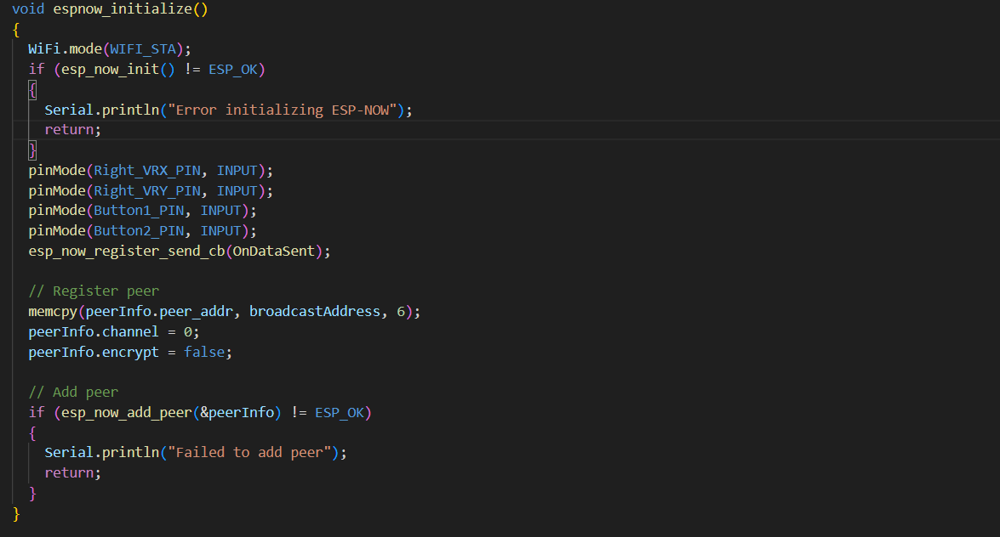 void espnow_initialize()
{
  WiFi.mode(WIFI_STA);
  if (esp_now_init() != ESP_OK)
  {
    Serial.println("Error initializing ESP-NOW");
    return;
  }
  pinMode(Right_VRX_PIN, INPUT);
  pinMode(Right_VRY_PIN, INPUT);
  pinMode(Button1_PIN, INPUT);
  pinMode(Button2_PIN, INPUT);
  esp_now_register_send_cb(OnDataSent);

  // Register peer
  memcpy(peerInfo.peer_addr, broadcastAddress, 6);
  peerInfo.channel = 0;
  peerInfo.encrypt = false;

  // Add peer
  if (esp_now_add_peer(&peerInfo) != ESP_OK)
  {
    Serial.println("Failed to add peer");
    return;
  }
}